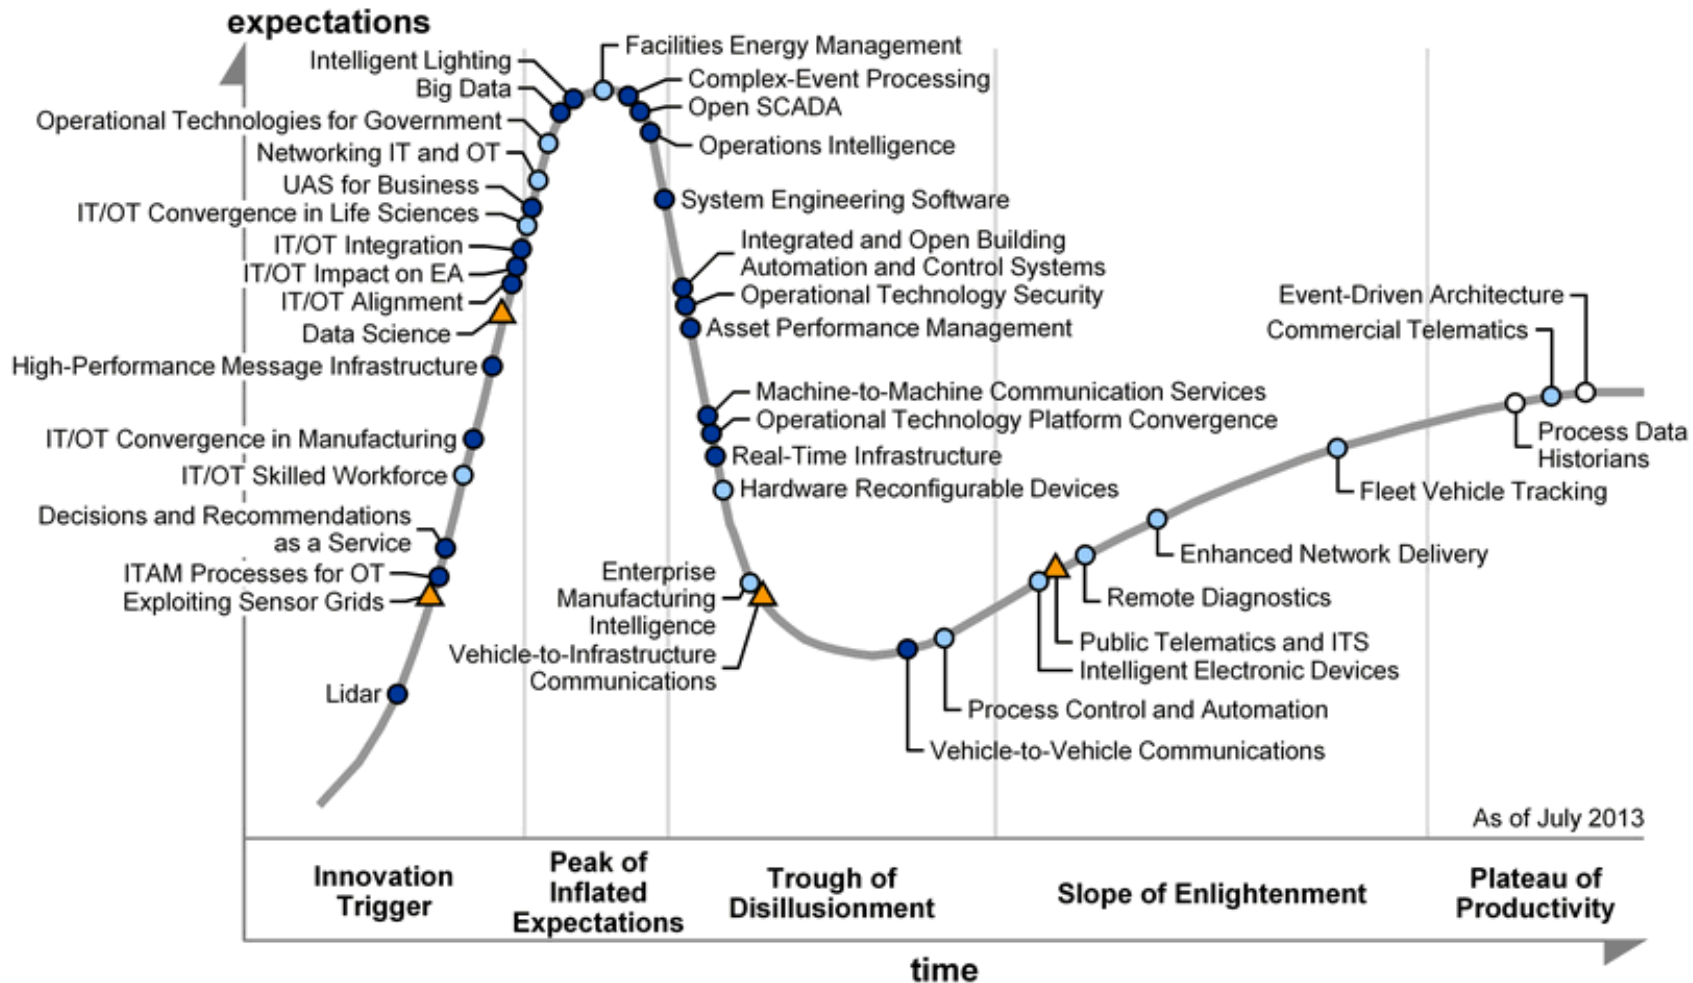 expectations
Facilities Energy Management
Intelligent Lighting
Complex-Event Processing
Big Data
Open SCADA
Operational Technologies for Government
Operations Intelligence
Networking IT and OT
UAS for Business
System Engineering Software
IT/OT Convergence in Life Sciences
IT/OT Integration
Integrated and Open Building
Automation and Control Systems
IT/OT Impact on EA
Operational Technology Security
IT/OT Alignment
Event-Driven Architecture
Data Science
Asset Performance Management
Commercial Telematics
High-Performance Message Infrastructure
Machine-to-Machine Communication Services
Operational Technology Platform Convergence
IT/OT Convergence in Manufacturing
Process Data
Historians
Real-Time Infrastructure
IT/OT Skilled Workforce
Hardware Reconfigurable Devices
Fleet Vehicle Tracking
Decisions and Recommendations
as a Service
Enhanced Network Delivery
ITAM Processes for OT
Enterprise
Manufacturing
Intelligence
Exploiting Sensor Grids
Remote Diagnostics
Public Telematics and ITS
Vehicle-to-Infrastructure
Communications
Intelligent Electronic Devices
Lidar
Process Control and Automation
Vehicle-to-Vehicle Communications
As of July 2013
Innovation
Trigger
Peak of
Inflated
Expectations
Trough of
Disillusionment
Slope of Enlightenment
Plateau of
Productivity
time